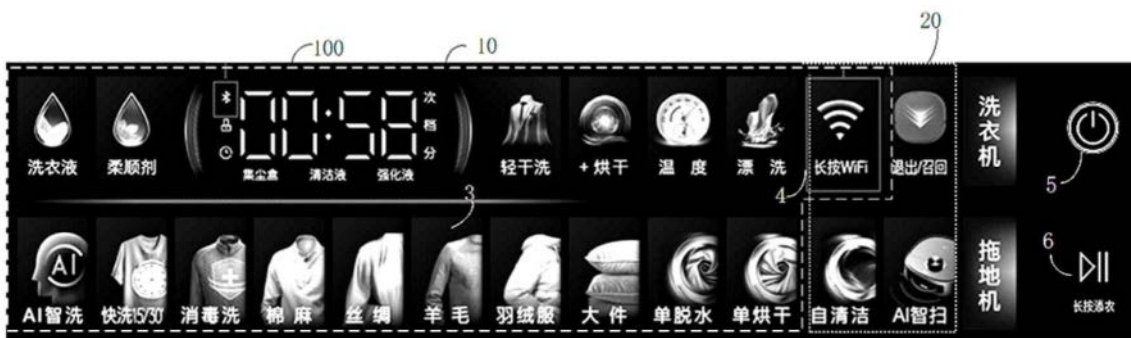 100
10
20
00:58
次
档
分
集尘盒 清洁液 强化液
洗衣液 柔顺剂 轻干洗 +烘干 温度 漂洗 长按WiFi 退出/召回
洗衣机
4
5
3
6
AI智洗 快洗15/30' 消毒洗 棉麻 丝绸 羊毛 羽绒服 大件 单脱水 单烘干 自清洁 AI智扫
拖地机
长按添衣
AI